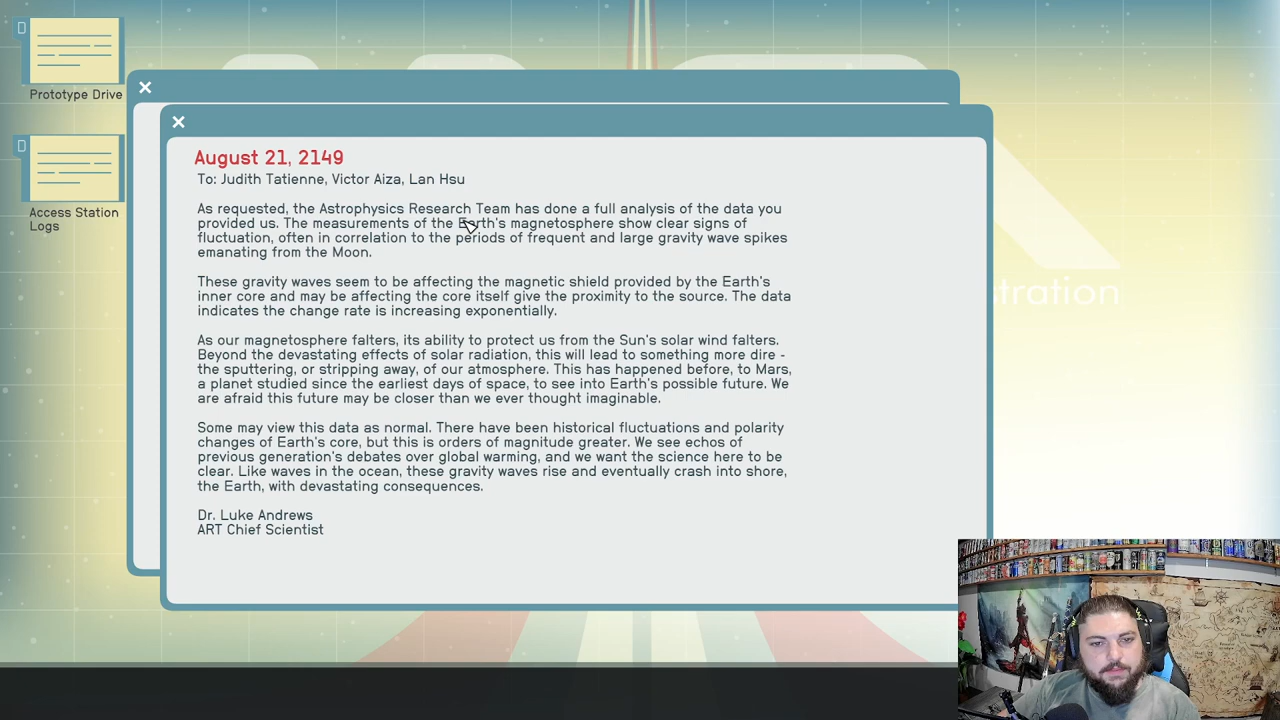 Prototype Drive
Access Station
Logs
August 21, 2149
To: Judith Tatienne, Victor Aiza, Lan Hsu
As requested, the Astrophysics Research Team has done a full analysis of the data you
provided us. The measurements of the Earth's magnetosphere show clear signs of
fluctuation, often in correlation to the periods of frequent and large gravity wave spikes
emanating from the Moon.
These gravity waves seem to be affecting the magnetic shield provided by the Earth's
inner core and may be affecting the core itself give the proximity to the source. The data
indicates the change rate is increasing exponentially.
As our magnetosphere falters, its ability to protect us from the Sun's solar wind falters.
Beyond the devastating effects of solar radiation, this will lead to something more dire -
the sputtering, or stripping away, of our atmosphere. This has happened before, to Mars,
a planet studied since the earliest days of space, to see into Earth's possible future. We
are afraid this future may be closer than we ever thought imaginable.
Some may view this data as normal. There have been historical fluctuations and polarity
changes of Earth's core, but this is orders of magnitude greater. We see echos of
previous generation's debates over global warming, and we want the science here to be
clear. Like waves in the ocean, these gravity waves rise and eventually crash into shore,
the Earth, with devastating consequences.
Dr. Luke Andrews
ART Chief Scientist